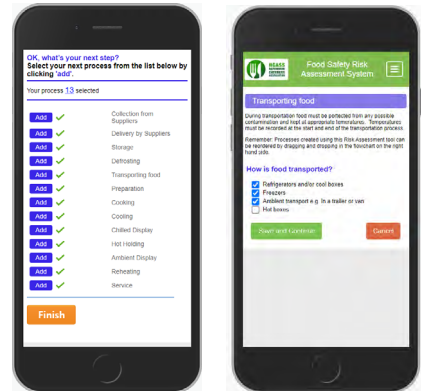 OK, what's your next step?
Select your next process from the list below by
clicking 'add'.
Your process 13 selected
Add Collection from
Suppliers
Add Delivery by Suppliers
Add Storage
Add Defrosting
Add Transporting food
Add Preparation
Add Cooking
Add Cooling
Add Chilled Display
Add Hot Holding
Add Ambient Display
Add Reheating
Add Service
Finish
NCASS
Food Safety Risk
Assessment System
Transporting food
During transportation food must be portected from any possible
contamination and kept at appropriate temeratures. Temperatures
must be recorded at the start and end of the transportation process.
Remember: Processes created using this Risk Assessment tool can
be reordered by dragging and dropping in the flowchart on the right
hand side.
How is food transported?
Refrigerators and/or cool boxes
Freezers
Ambient transport e.g. In a trailer or van
Hot boxes
Save and Continue Cancel